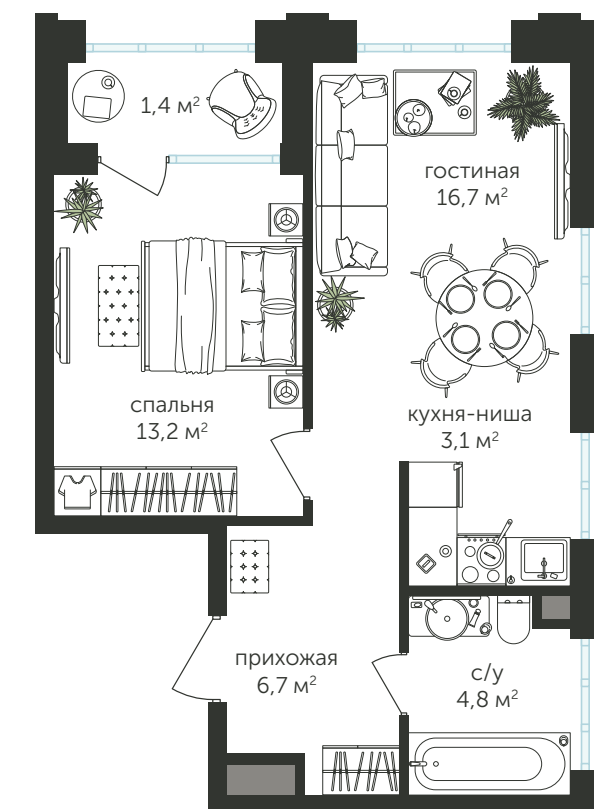 1,4 м²
гостиная
16,7 м²
спальня
13,2 м²
кухня-ниша
3,1 м²
прихожая
6,7 м²
с/у
4,8 м²